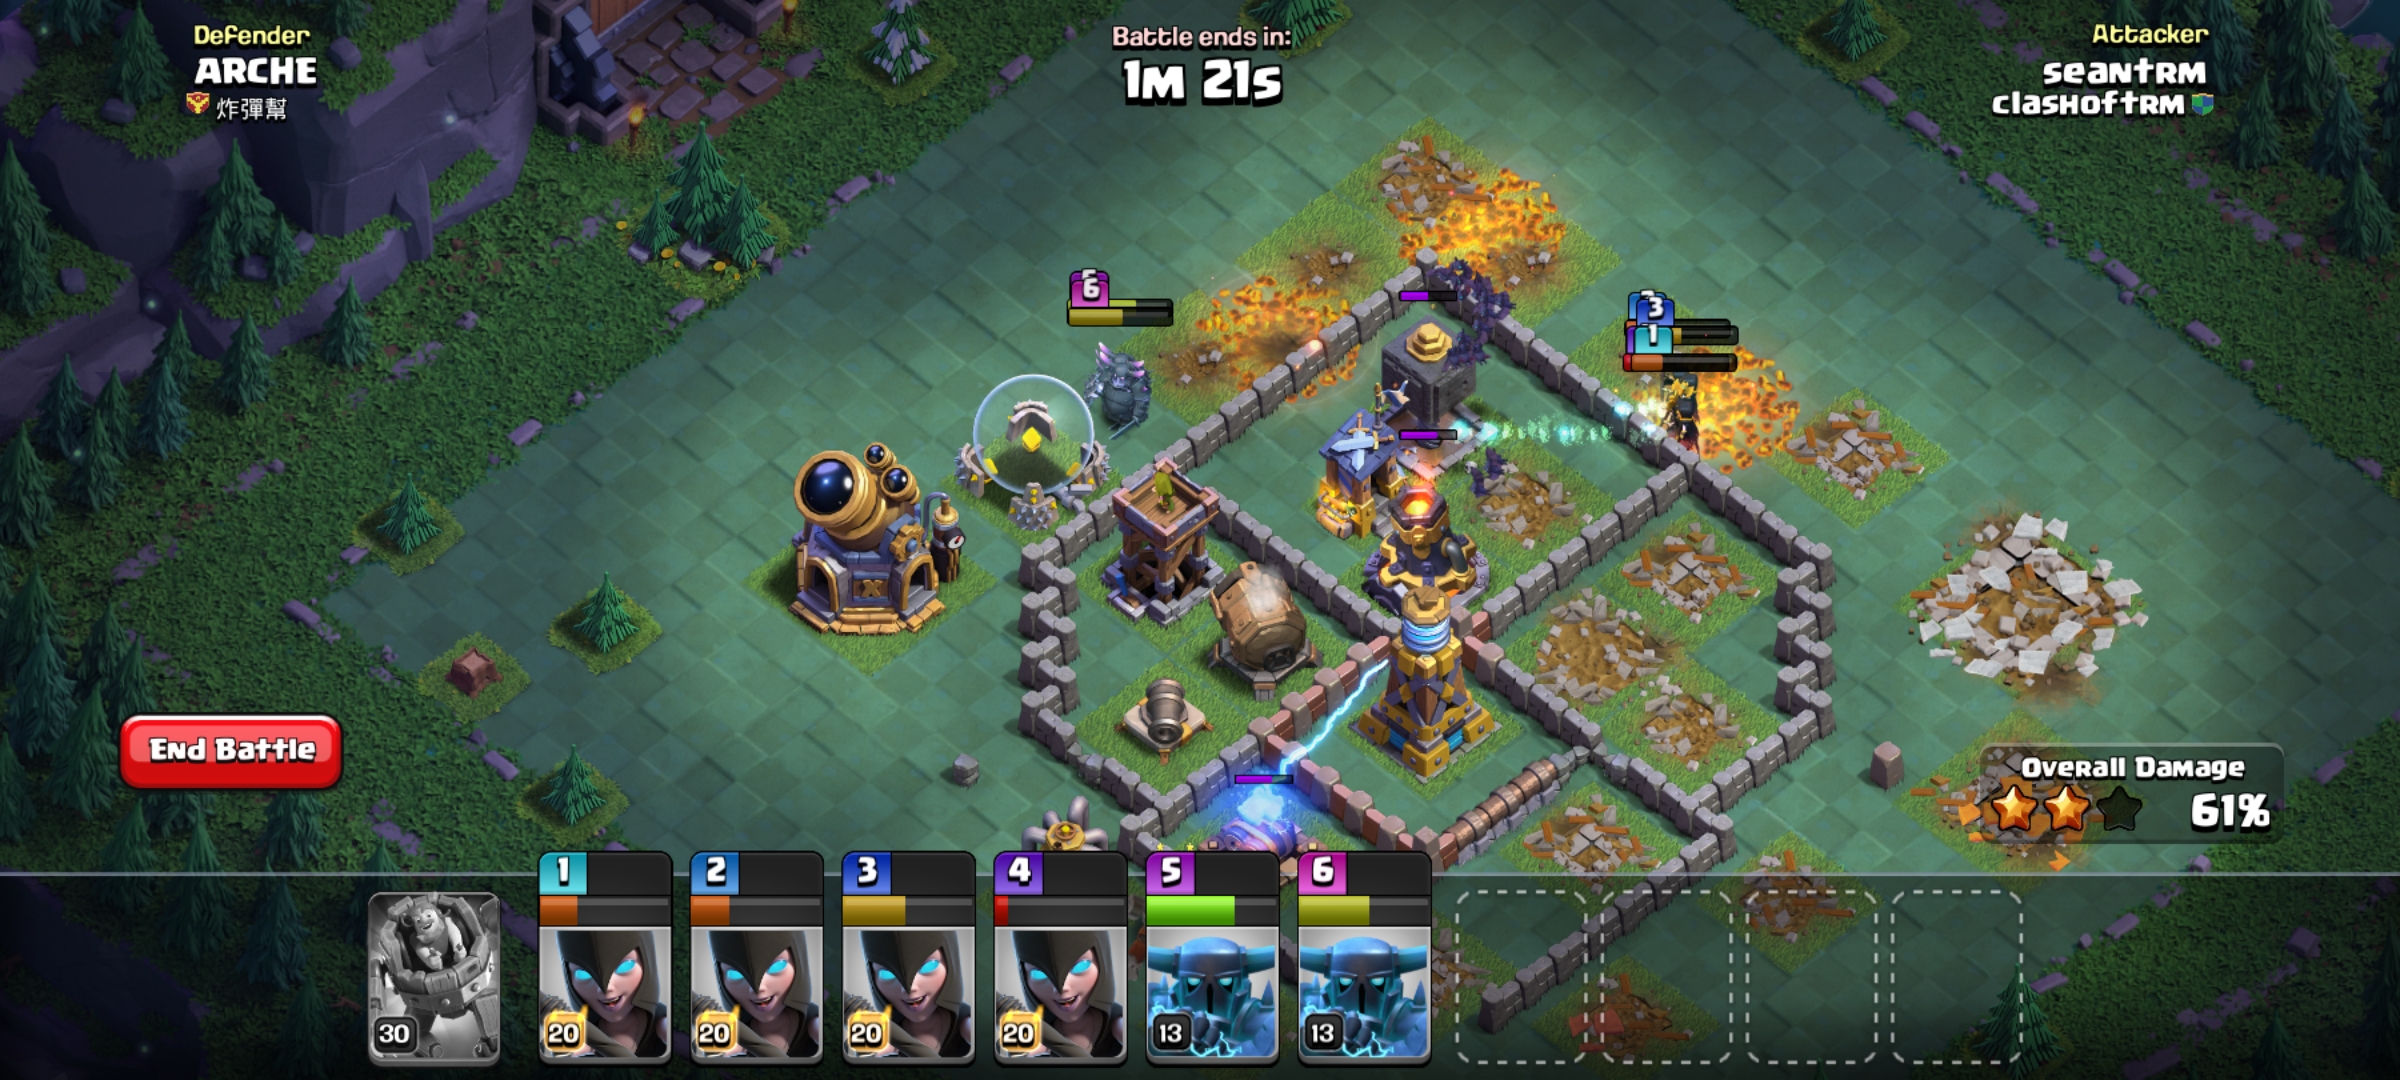 Defender
ARCHE
炸彈幫
Battle ends in:
1M 21s
Attacker
seantrm
clashoftrm
6
3
1
End Battle
Overall Damage
61%
1
2
3
4
5
6
30
20
20
20
20
13
13